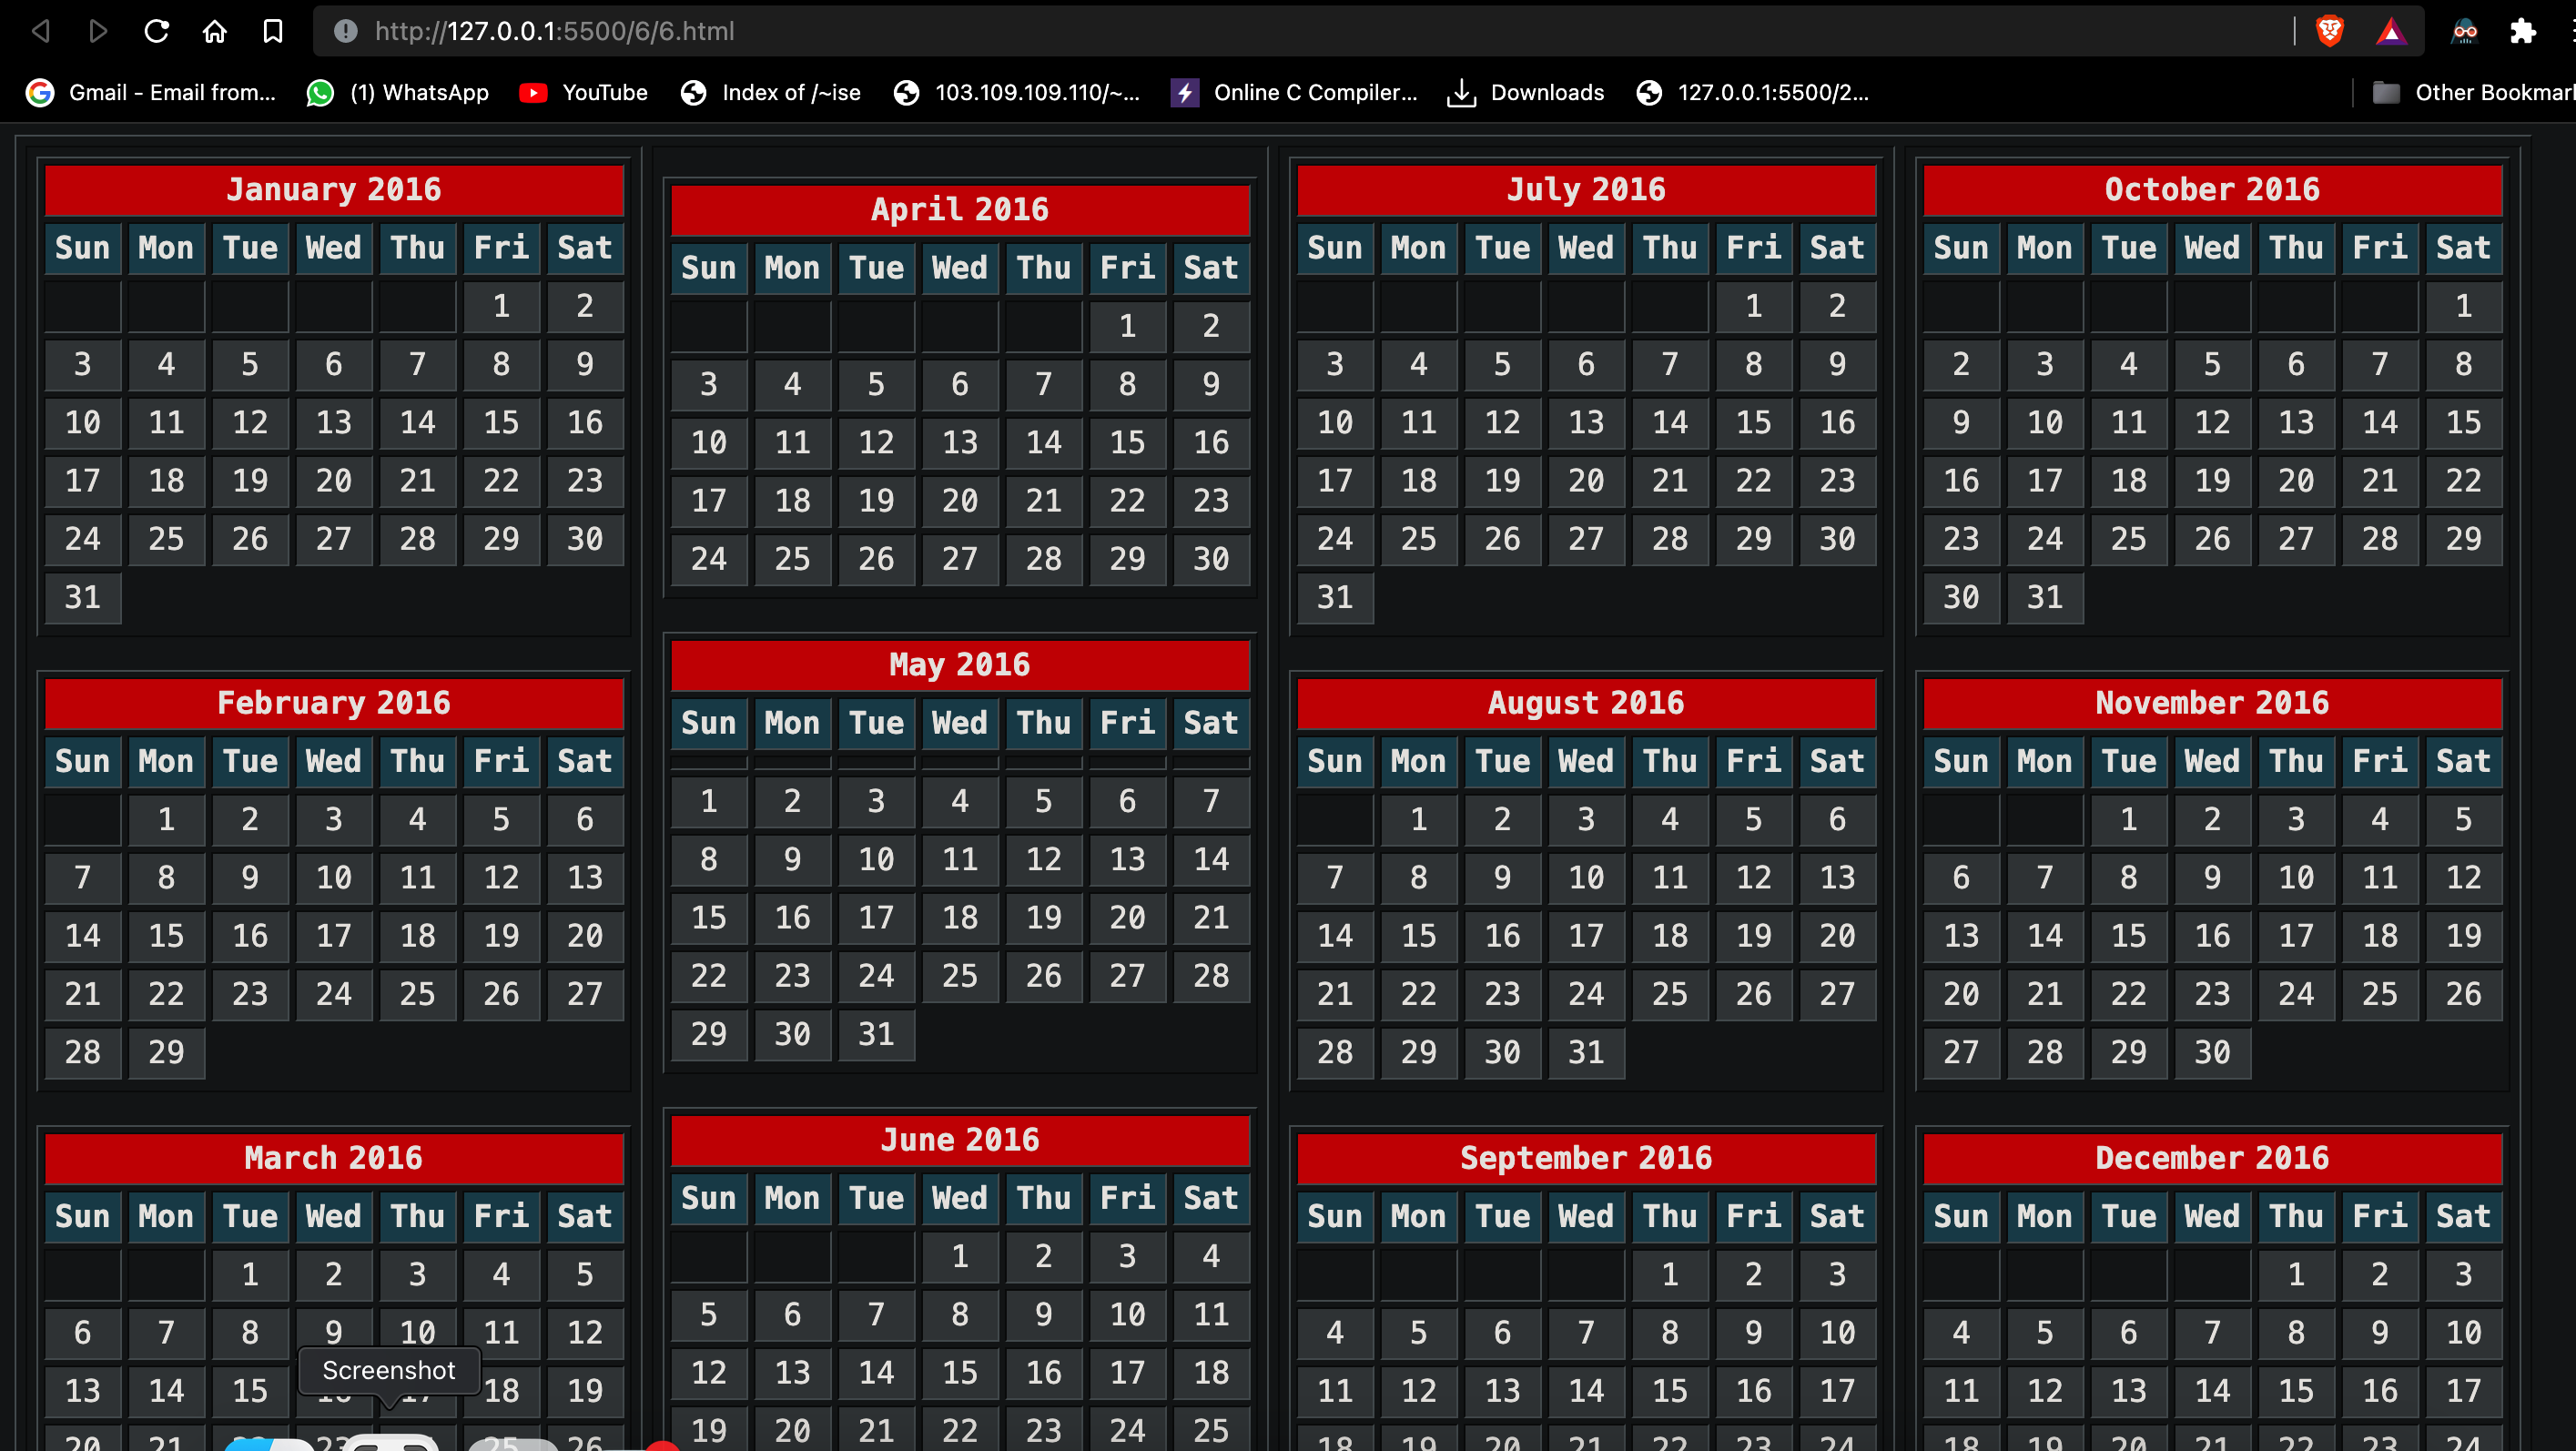 http://127.0.0.1:5500/6/6.html
Gmail - Email from... (1) WhatsApp YouTube Index of /~ise 103.109.109.110/~... Online C Compiler... Downloads 127.0.0.1:5500/2... Other Bookmar
January 2016
Sun Mon Tue Wed Thu Fri Sat
1 2
3 4 5 6 7 8 9
10 11 12 13 14 15 16
17 18 19 20 21 22 23
24 25 26 27 28 29 30
31
February 2016
Sun Mon Tue Wed Thu Fri Sat
1 2 3 4 5 6
7 8 9 10 11 12 13
14 15 16 17 18 19 20
21 22 23 24 25 26 27
28 29
March 2016
Sun Mon Tue Wed Thu Fri Sat
1 2 3 4 5
6 7 8 9 10 11 12
13 14 15 18 19
Screenshot
20 21 25 26
April 2016
Sun Mon Tue Wed Thu Fri Sat
1 2
3 4 5 6 7 8 9
10 11 12 13 14 15 16
17 18 19 20 21 22 23
24 25 26 27 28 29 30
May 2016
Sun Mon Tue Wed Thu Fri Sat
1 2 3 4 5 6 7
8 9 10 11 12 13 14
15 16 17 18 19 20 21
22 23 24 25 26 27 28
29 30 31
June 2016
Sun Mon Tue Wed Thu Fri Sat
1 2 3 4
5 6 7 8 9 10 11
12 13 14 15 16 17 18
19 20 21 22 23 24 25
July 2016
Sun Mon Tue Wed Thu Fri Sat
1 2
3 4 5 6 7 8 9
10 11 12 13 14 15 16
17 18 19 20 21 22 23
24 25 26 27 28 29 30
31
August 2016
Sun Mon Tue Wed Thu Fri Sat
1 2 3 4 5 6
7 8 9 10 11 12 13
14 15 16 17 18 19 20
21 22 23 24 25 26 27
28 29 30 31
September 2016
Sun Mon Tue Wed Thu Fri Sat
1 2 3
4 5 6 7 8 9 10
11 12 13 14 15 16 17
18 19 20 21 22 23 24
October 2016
Sun Mon Tue Wed Thu Fri Sat
1
2 3 4 5 6 7 8
9 10 11 12 13 14 15
16 17 18 19 20 21 22
23 24 25 26 27 28 29
30 31
November 2016
Sun Mon Tue Wed Thu Fri Sat
1 2 3 4 5
6 7 8 9 10 11 12
13 14 15 16 17 18 19
20 21 22 23 24 25 26
27 28 29 30
December 2016
Sun Mon Tue Wed Thu Fri Sat
1 2 3
4 5 6 7 8 9 10
11 12 13 14 15 16 17
18 19 20 21 22 23 24